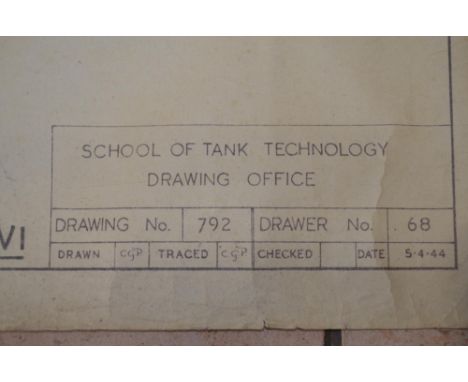 SCHOOL OF TANK TECHNOLOGY
DRAWING OFFICE
VI
DRAWING No. 792 DRAWER No. 68
DRAWN CGP TRACED CGP CHECKED DATE 5-4-44